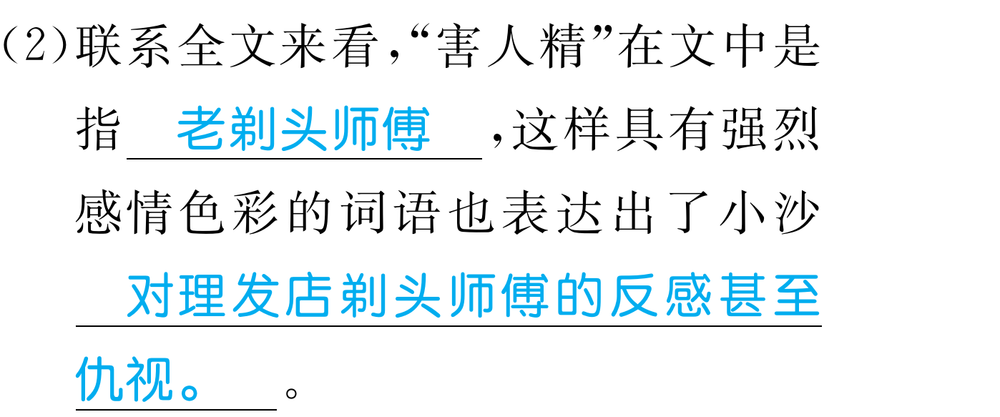 （2）联系全文来看，“害人精”在文中是
指 老剃头师傅 ，这样具有强烈
感情色彩的词语也表达出了小沙
对理发店剃头师傅的反感甚至
仇视。 。